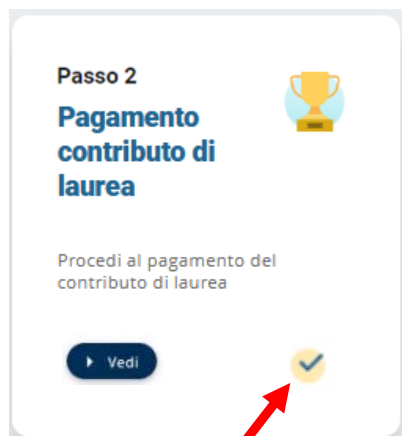 Passo 2
Pagamento
contributo di
laurea
Procedi al pagamento del
contributo di laurea
Vedi